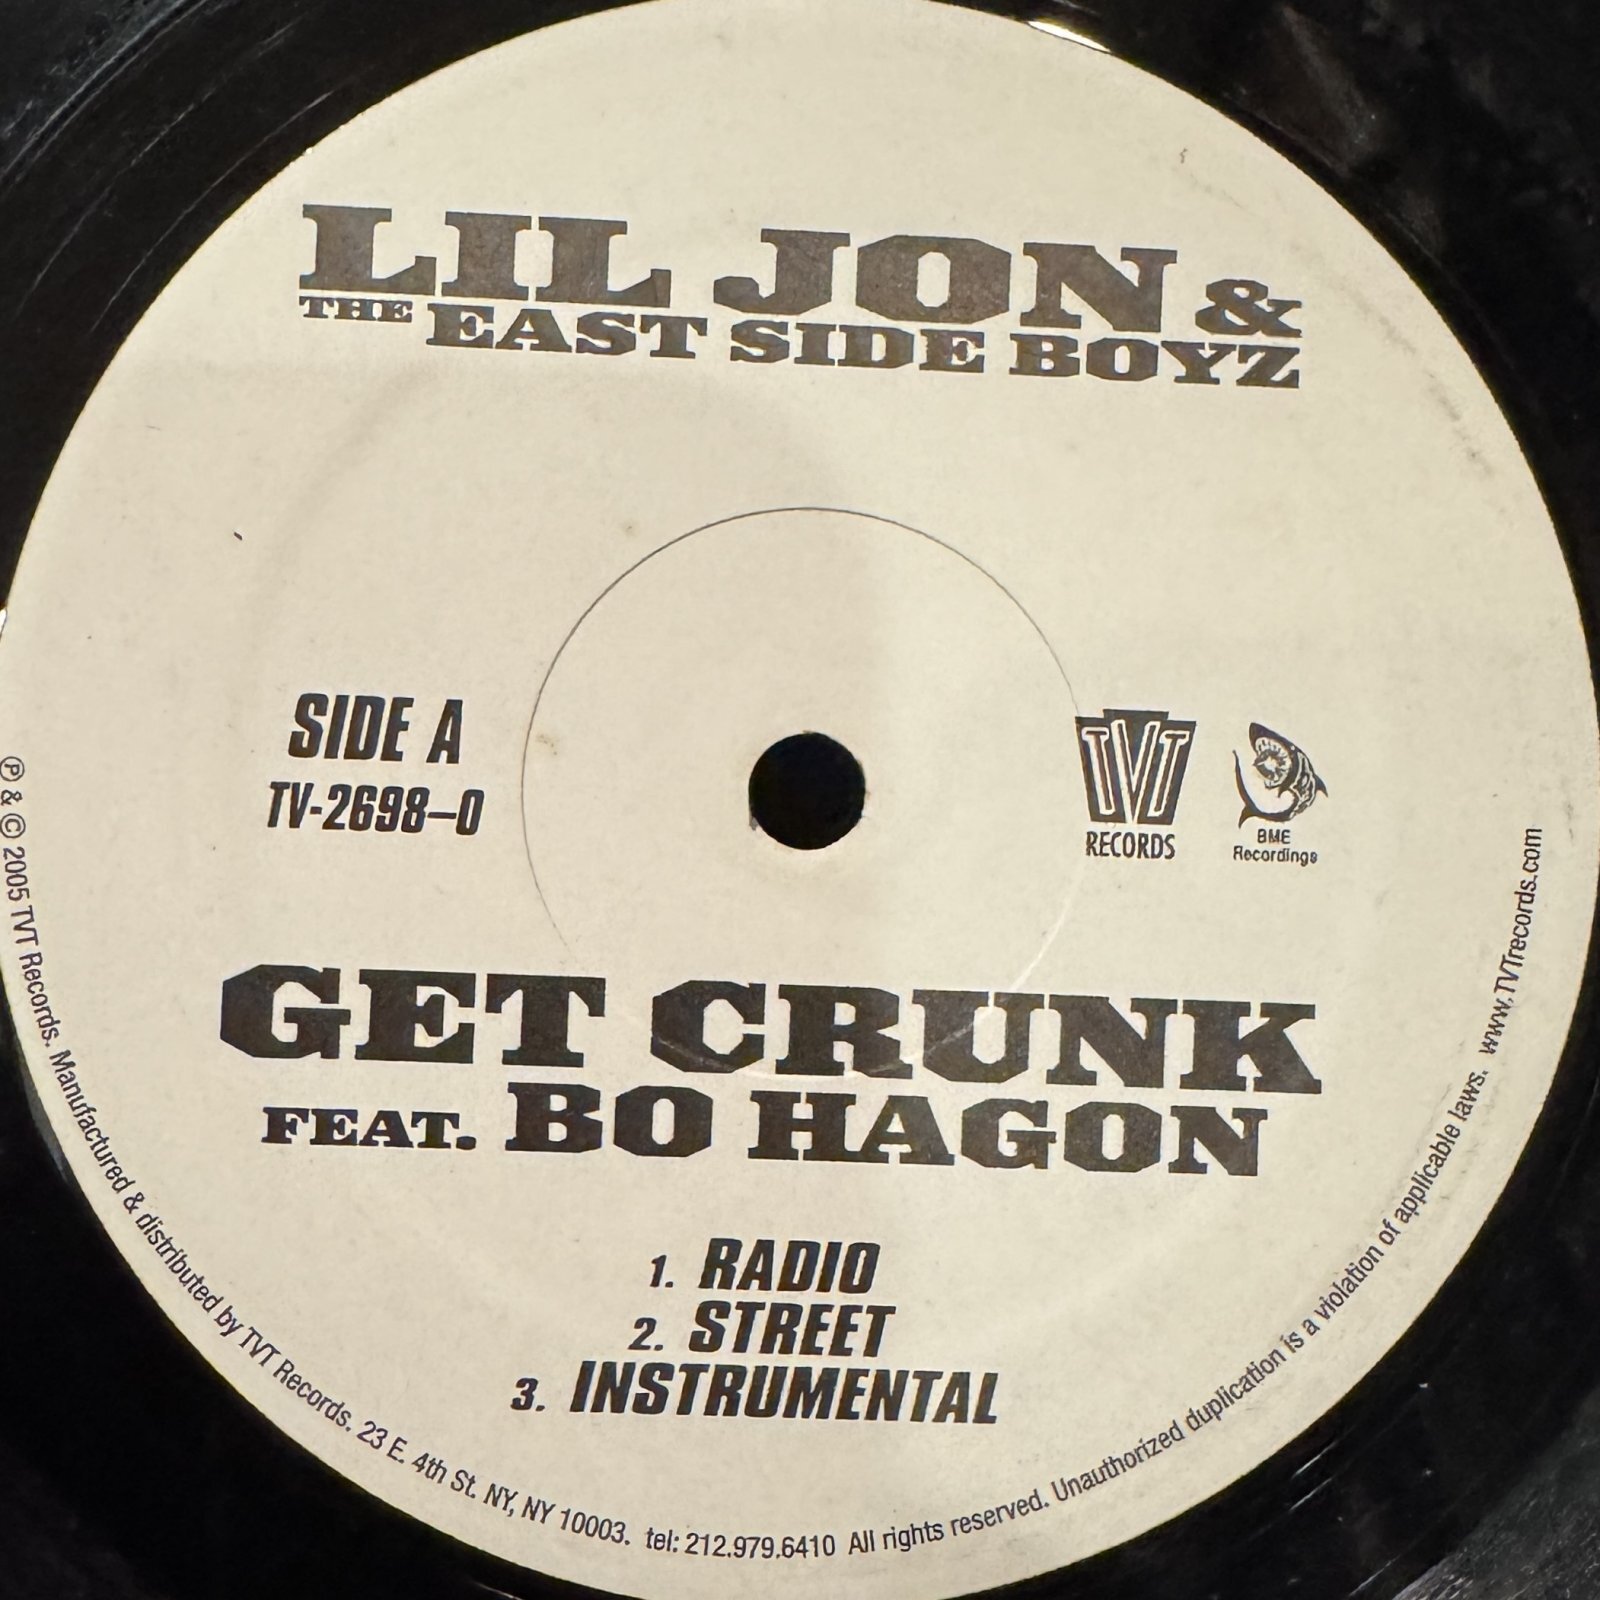 LIL JON &
THE EAST SIDE BOYZ
SIDE A
TV-2698-0
TVT
RECORDS
BME
Recordings
GET CRUNK
FEAT. BO HAGON
1. RADIO
2. STREET
3. INSTRUMENTAL
℗ & © 2005 TVT Records. Manufactured & distributed by TVT Records. 23 E. 4th St. NY, NY 10003. tel: 212.979.6410 All rights reserved. Unauthorized duplication is a violation of applicable laws. www.TVTrecords.com